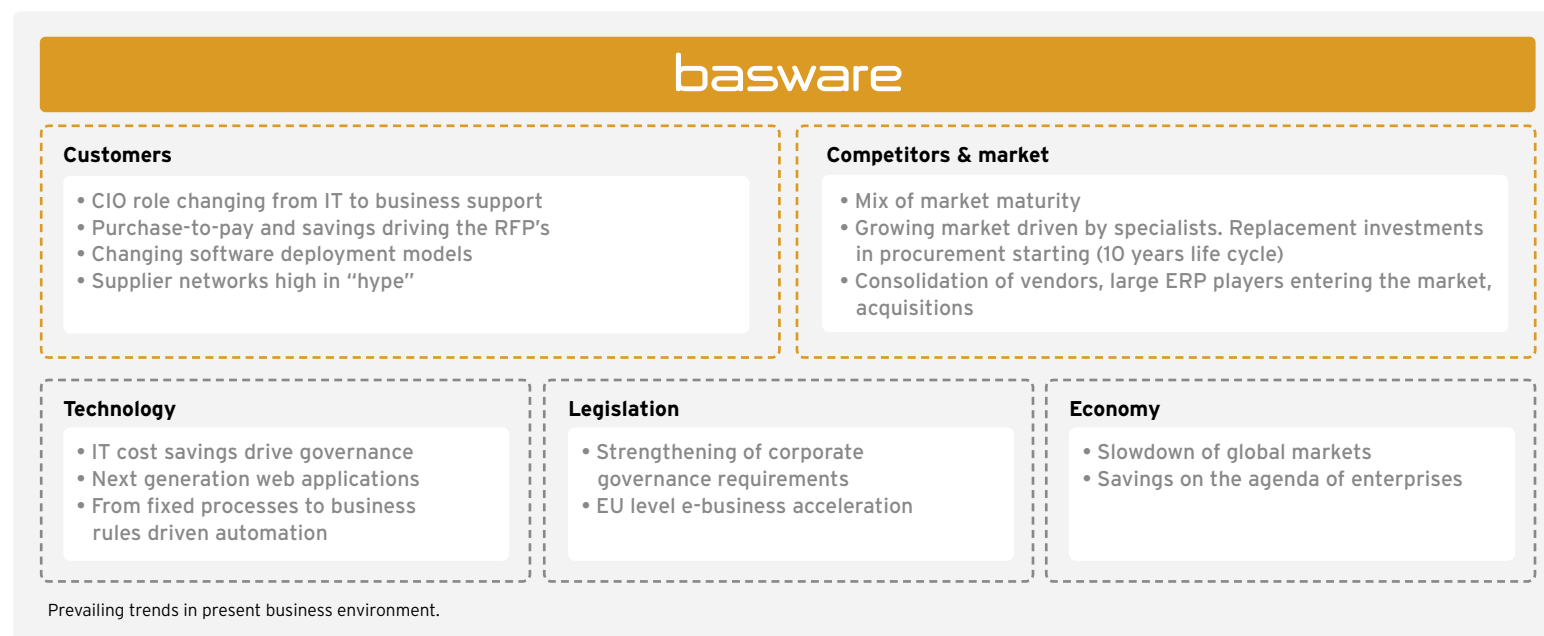 basware
Customers
• CIO role changing from IT to business support
• Purchase-to-pay and savings driving the RFP’s
• Changing software deployment models
• Supplier networks high in “hype”
Competitors & market
• Mix of market maturity
• Growing market driven by specialists. Replacement investments
in procurement starting (10 years life cycle)
• Consolidation of vendors, large ERP players entering the market,
acquisitions
Technology
• IT cost savings drive governance
• Next generation web applications
• From fixed processes to business
rules driven automation
Legislation
• Strengthening of corporate
governance requirements
• EU level e-business acceleration
Economy
• Slowdown of global markets
• Savings on the agenda of enterprises
Prevailing trends in present business environment.